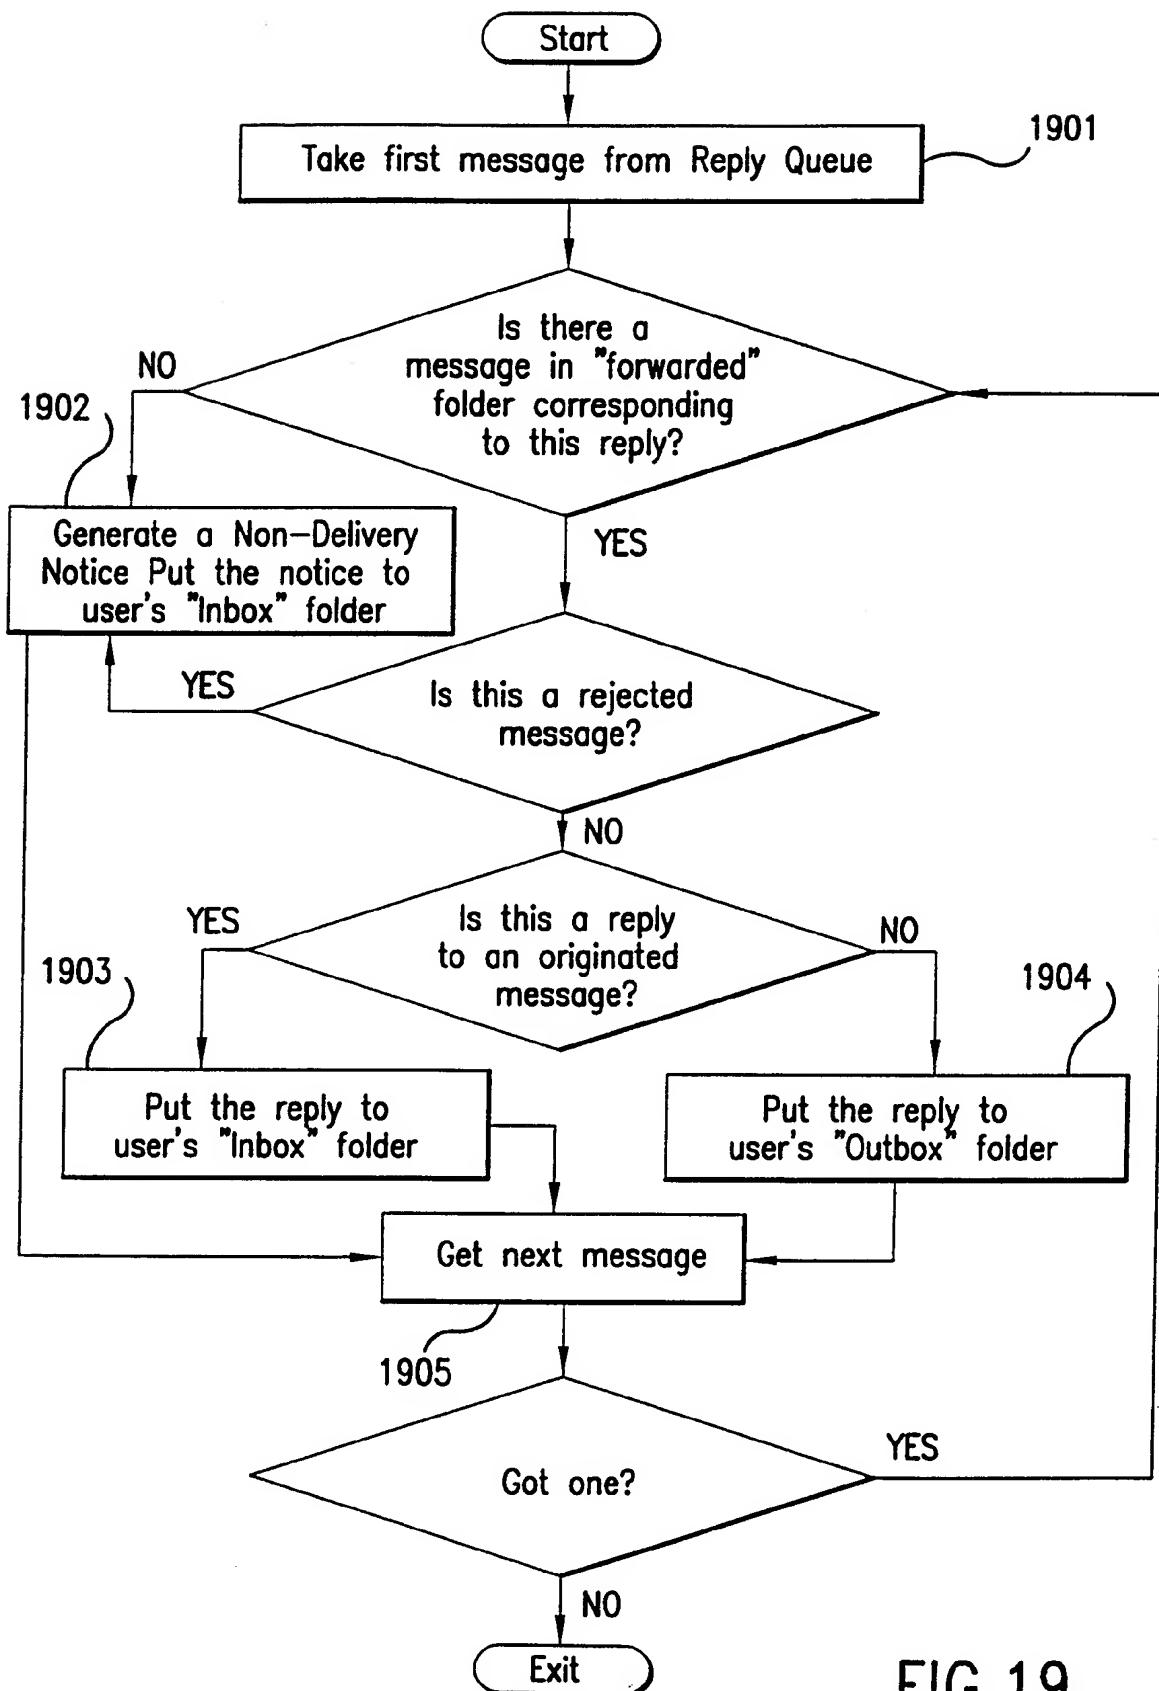 Start
Take first message from Reply Queue
1901
Is there a
message in "forwarded"
folder corresponding
to this reply?
NO
1902
YES
Generate a Non-Delivery
Notice Put the notice to
user's "Inbox" folder
YES
Is this a rejected
message?
NO
YES
Is this a reply
to an originated
message?
NO
1903
1904
Put the reply to
user's "Inbox" folder
Put the reply to
user's "Outbox" folder
Get next message
1905
YES
Got one?
NO
Exit
FIG.19